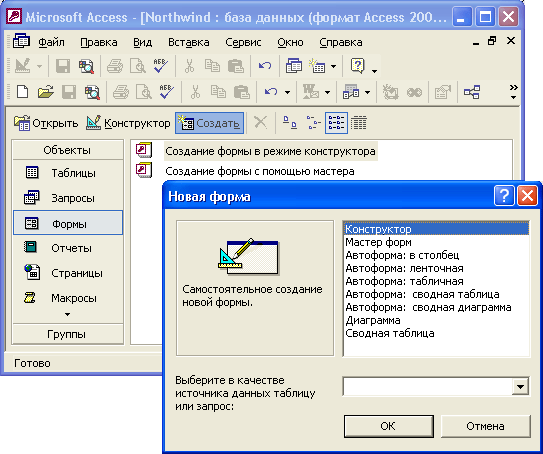 Microsoft Access - [Northwind : база данных (формат Access 200...
Файл Правка Вид Вставка Сервис Окно Справка
Открыть Конструктор Создать
Объекты
Таблицы
Запросы
Формы
Отчеты
Страницы
Макросы
Группы
Создание формы в режиме конструктора
Создание формы с помощью мастера
Готово
Новая форма
Самостоятельное создание
новой формы.
Конструктор
Мастер форм
Автоформа: в столбец
Автоформа: ленточная
Автоформа: табличная
Автоформа: сводная таблица
Автоформа: сводная диаграмма
Диаграмма
Сводная таблица
Выберите в качестве
источника данных таблицу
или запрос:
ОК Отмена